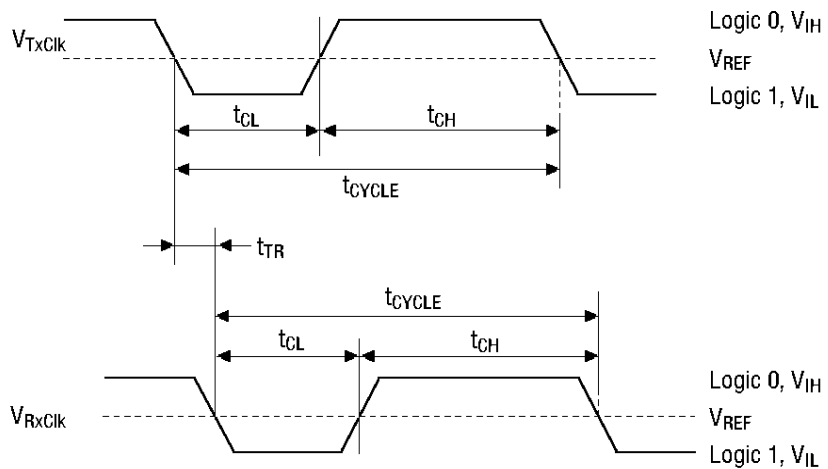 Logic 0, VIH
VTxClk
VREF
Logic 1, VIL
tCL
tCH
tCYCLE
tTR
tCYCLE
tCL
tCH
Logic 0, VIH
VRxClk
VREF
Logic 1, VIL